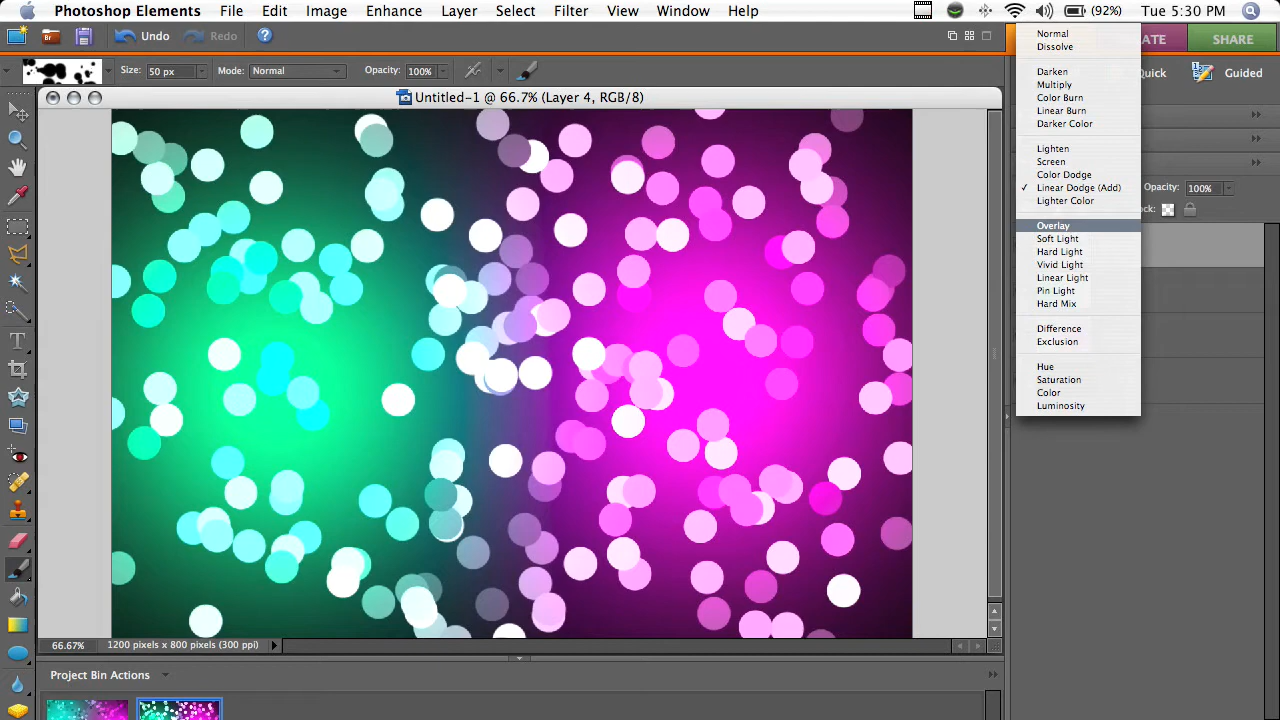 Photoshop Elements File Edit Image Enhance Layer Select Filter View Window Help (92%) Tue 5:30 PM
Br Undo Redo ? ATE SHARE
Size: 50 px Mode: Normal Opacity: 100% Quick Guided
Untitled-1 @ 66.7% (Layer 4, RGB/8)
Normal
Dissolve
Darken
Multiply
Color Burn
Linear Burn
Darker Color
Lighten
Screen
Color Dodge
Linear Dodge (Add) Opacity: 100%
Lighter Color ock:
Overlay
Soft Light
Hard Light
Vivid Light
Linear Light
Pin Light
Hard Mix
Difference
Exclusion
Hue
Saturation
Color
Luminosity
T
66.67% 1200 pixels x 800 pixels (300 ppi)
Project Bin Actions